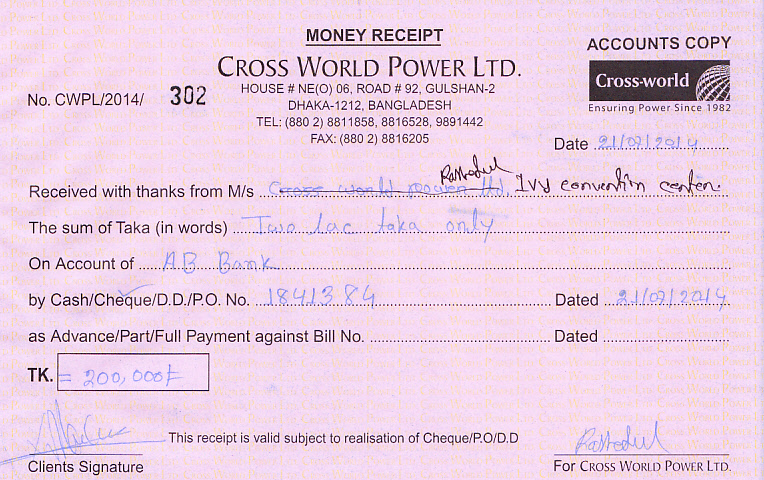 MONEY RECEIPT
ACCOUNTS COPY
CROSS WORLD POWER LTD.
Cross-world
Ensuring Power Since 1982
HOUSE # NE(O) 06, ROAD # 92, GULSHAN-2
DHAKA-1212, BANGLADESH
TEL: (880 2) 8811858, 8816528, 9891442
FAX: (880 2) 8816205
No. CWPL/2014/ 302
Date 21/07/2014
Rashedul
Received with thanks from M/s Cross world power ltd. convention center.
The sum of Taka (in words) Two lac taka only
On Account of AB Bank
by Cash/Cheque/D.D./P.O. No. 1841384 Dated 21/07/2014
as Advance/Part/Full Payment against Bill No. Dated
TK. = 200,000/=
This receipt is valid subject to realisation of Cheque/P.O/D.D
Rashedul
Clients Signature For CROSS WORLD POWER LTD.